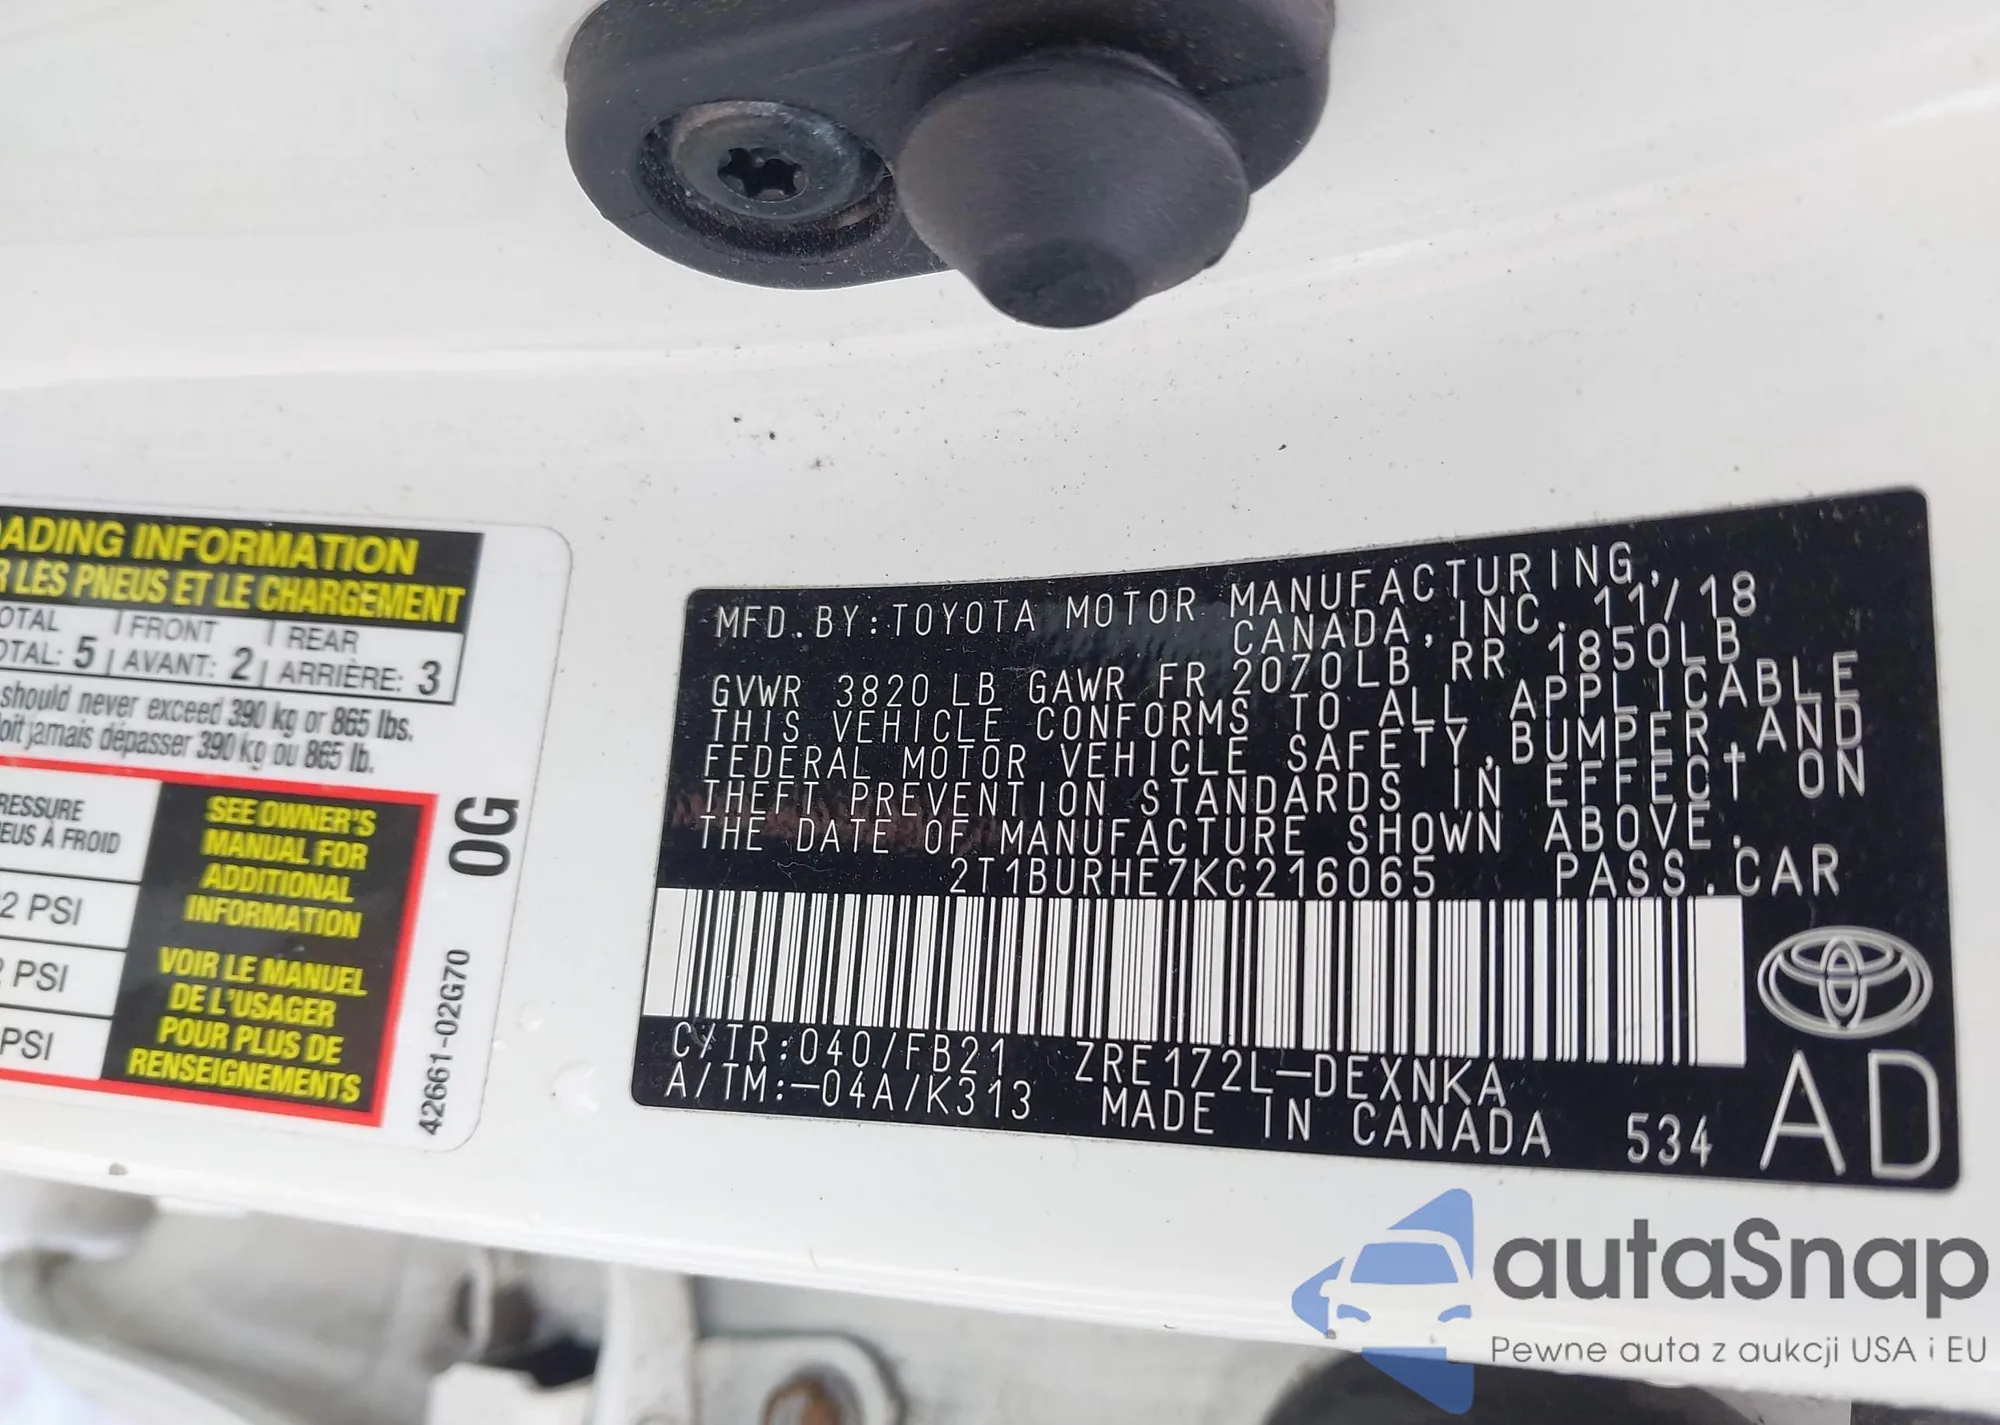 ADING INFORMATION
R LES PNEUS ET LE CHARGEMENT
OTAL | FRONT | REAR
OTAL: 5 | AVANT: 2 | ARRIÈRE: 3
should never exceed 390 kg or 865 lbs.
oit jamais dépasser 390 kg ou 865 lb.
RESSURE
EUS À FROID
2 PSI
2 PSI
PSI
SEE OWNER'S
MANUAL FOR
ADDITIONAL
INFORMATION
VOIR LE MANUEL
DE L'USAGER
POUR PLUS DE
RENSEIGNEMENTS
0G
42661-02G70
MFD.BY:TOYOTA MOTOR MANUFACTURING,
CANADA,INC. 11/18
GVWR 3820LB GAWR FR 2070LB RR 1850LB
THIS VEHICLE CONFORMS TO ALL APPLICABLE
FEDERAL MOTOR VEHICLE SAFETY,BUMPER,AND
THEFT PREVENTION STANDARDS IN EFFECT ON
THE DATE OF MANUFACTURE SHOWN ABOVE.
2T1BURHE7KC216065 PASS.CAR
C/TR:040/FB21 ZRE172L-DEXNKA
A/TM:-04A/K313 MADE IN CANADA 534
AD
autaSnap
Pewne auta z aukcji USA i EU